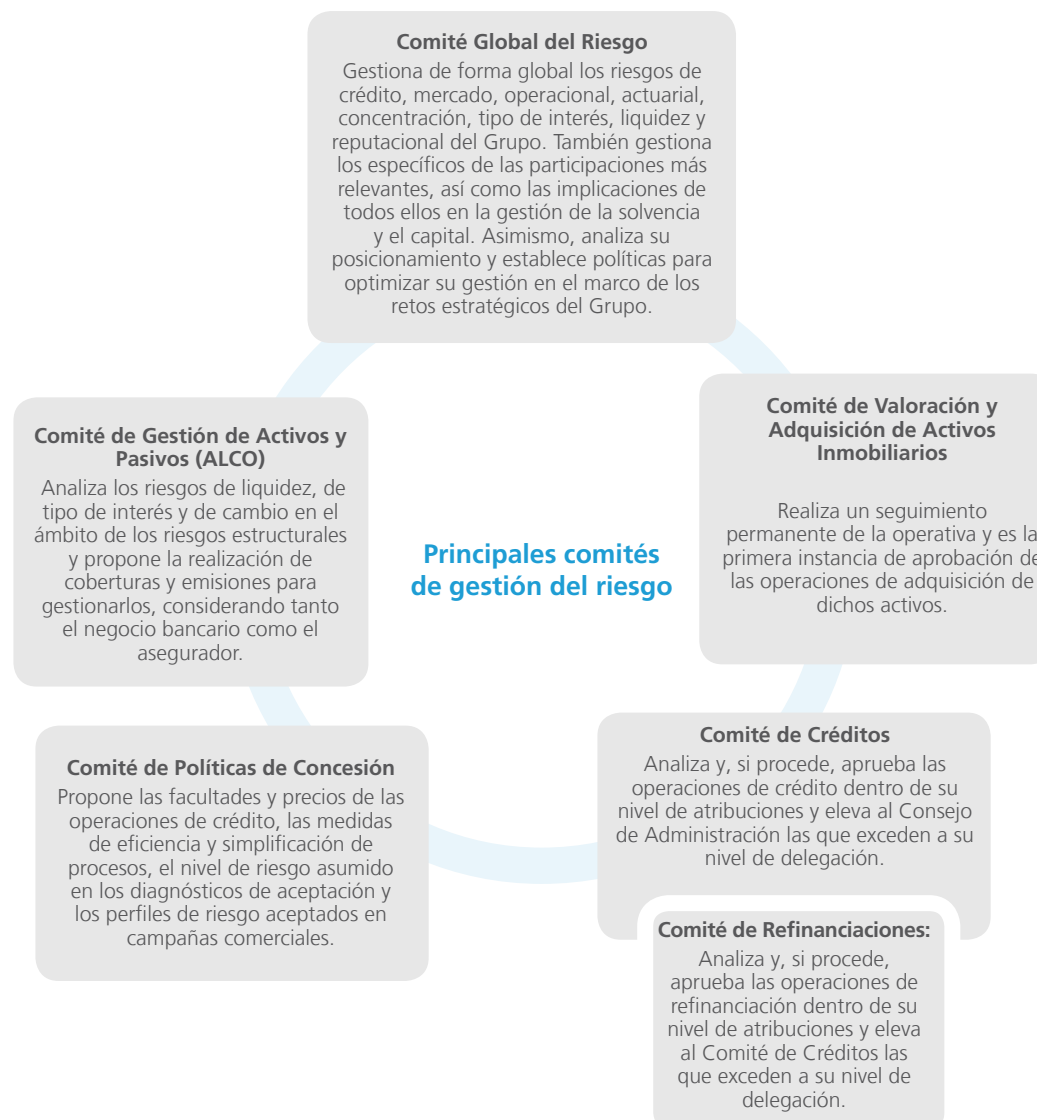 Comité Global del Riesgo
Gestiona de forma global los riesgos de
crédito, mercado, operacional, actuarial,
concentración, tipo de interés, liquidez y
reputacional del Grupo. También gestiona
los específicos de las participaciones más
relevantes, así como las implicaciones de
todos ellos en la gestión de la solvencia
y el capital. Asimismo, analiza su
posicionamiento y establece políticas para
optimizar su gestión en el marco de los
retos estratégicos del Grupo.
Comité de Gestión de Activos y
Pasivos (ALCO)
Analiza los riesgos de liquidez, de
tipo de interés y de cambio en el
ámbito de los riesgos estructurales
y propone la realización de
coberturas y emisiones para
gestionarlos, considerando tanto
el negocio bancario como el
asegurador.
Principales comités
de gestión del riesgo
Comité de Valoración y
Adquisición de Activos
Inmobiliarios
Realiza un seguimiento
permanente de la operativa y es la
primera instancia de aprobación de
las operaciones de adquisición de
dichos activos.
Comité de Políticas de Concesión
Propone las facultades y precios de las
operaciones de crédito, las medidas
de eficiencia y simplificación de
procesos, el nivel de riesgo asumido
en los diagnósticos de aceptación y
los perfiles de riesgo aceptados en
campañas comerciales.
Comité de Créditos
Analiza y, si procede, aprueba las
operaciones de crédito dentro de su
nivel de atribuciones y eleva al Consejo
de Administración las que exceden a su
nivel de delegación.
Comité de Refinanciaciones:
Analiza y, si procede,
aprueba las operaciones de
refinanciación dentro de su
nivel de atribuciones y eleva
al Comité de Créditos las
que exceden a su nivel de
delegación.